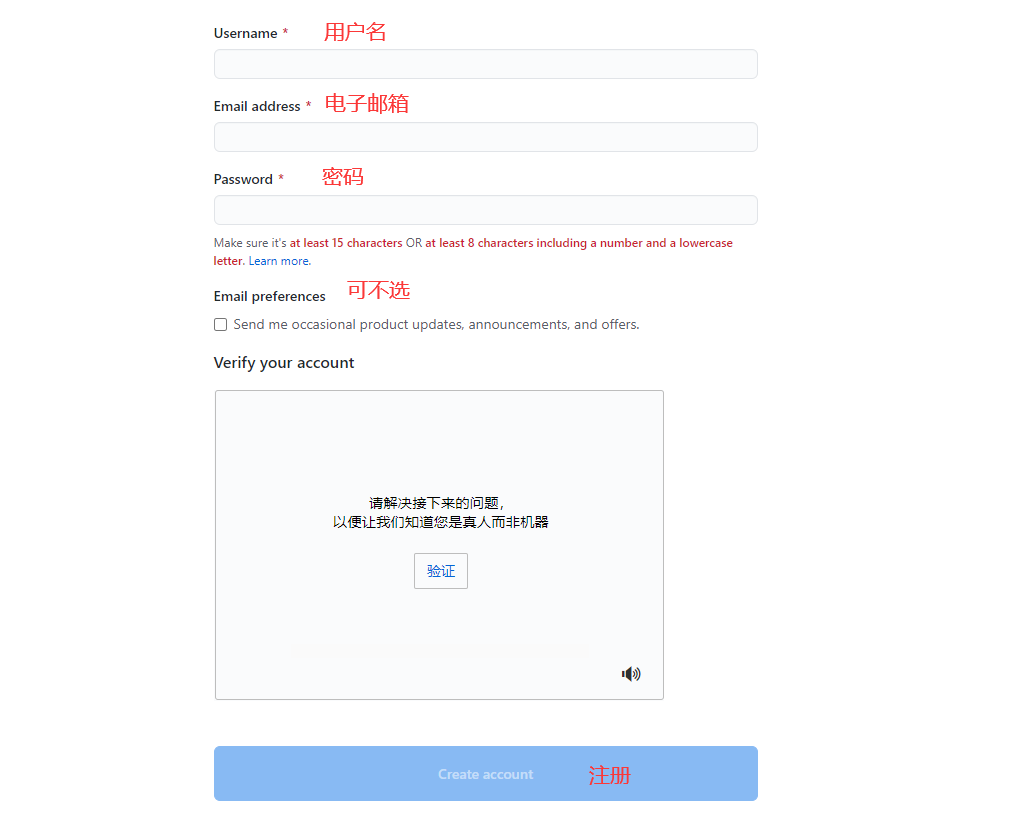 Username * 用户名
Email address * 电子邮箱
Password * 密码
Make sure it's at least 15 characters OR at least 8 characters including a number and a lowercase
letter. Learn more.
Email preferences 可不选
Send me occasional product updates, announcements, and offers.
Verify your account
请解决接下来的问题，
以便让我们知道您是真人而非机器
验证
Create account 注册